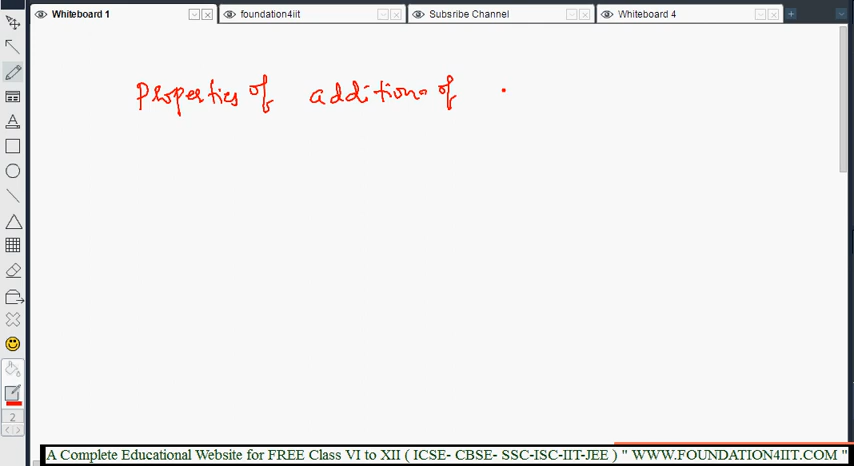 Whiteboard 1 foundation4iit Subsribe Channel Whiteboard 4
Properties of addition of
2
A Complete Educational Website for FREE Class VI to XII ( ICSE- CBSE- SSC-ISC-IIT-JEE ) " WWW.FOUNDATION4IIT.COM "